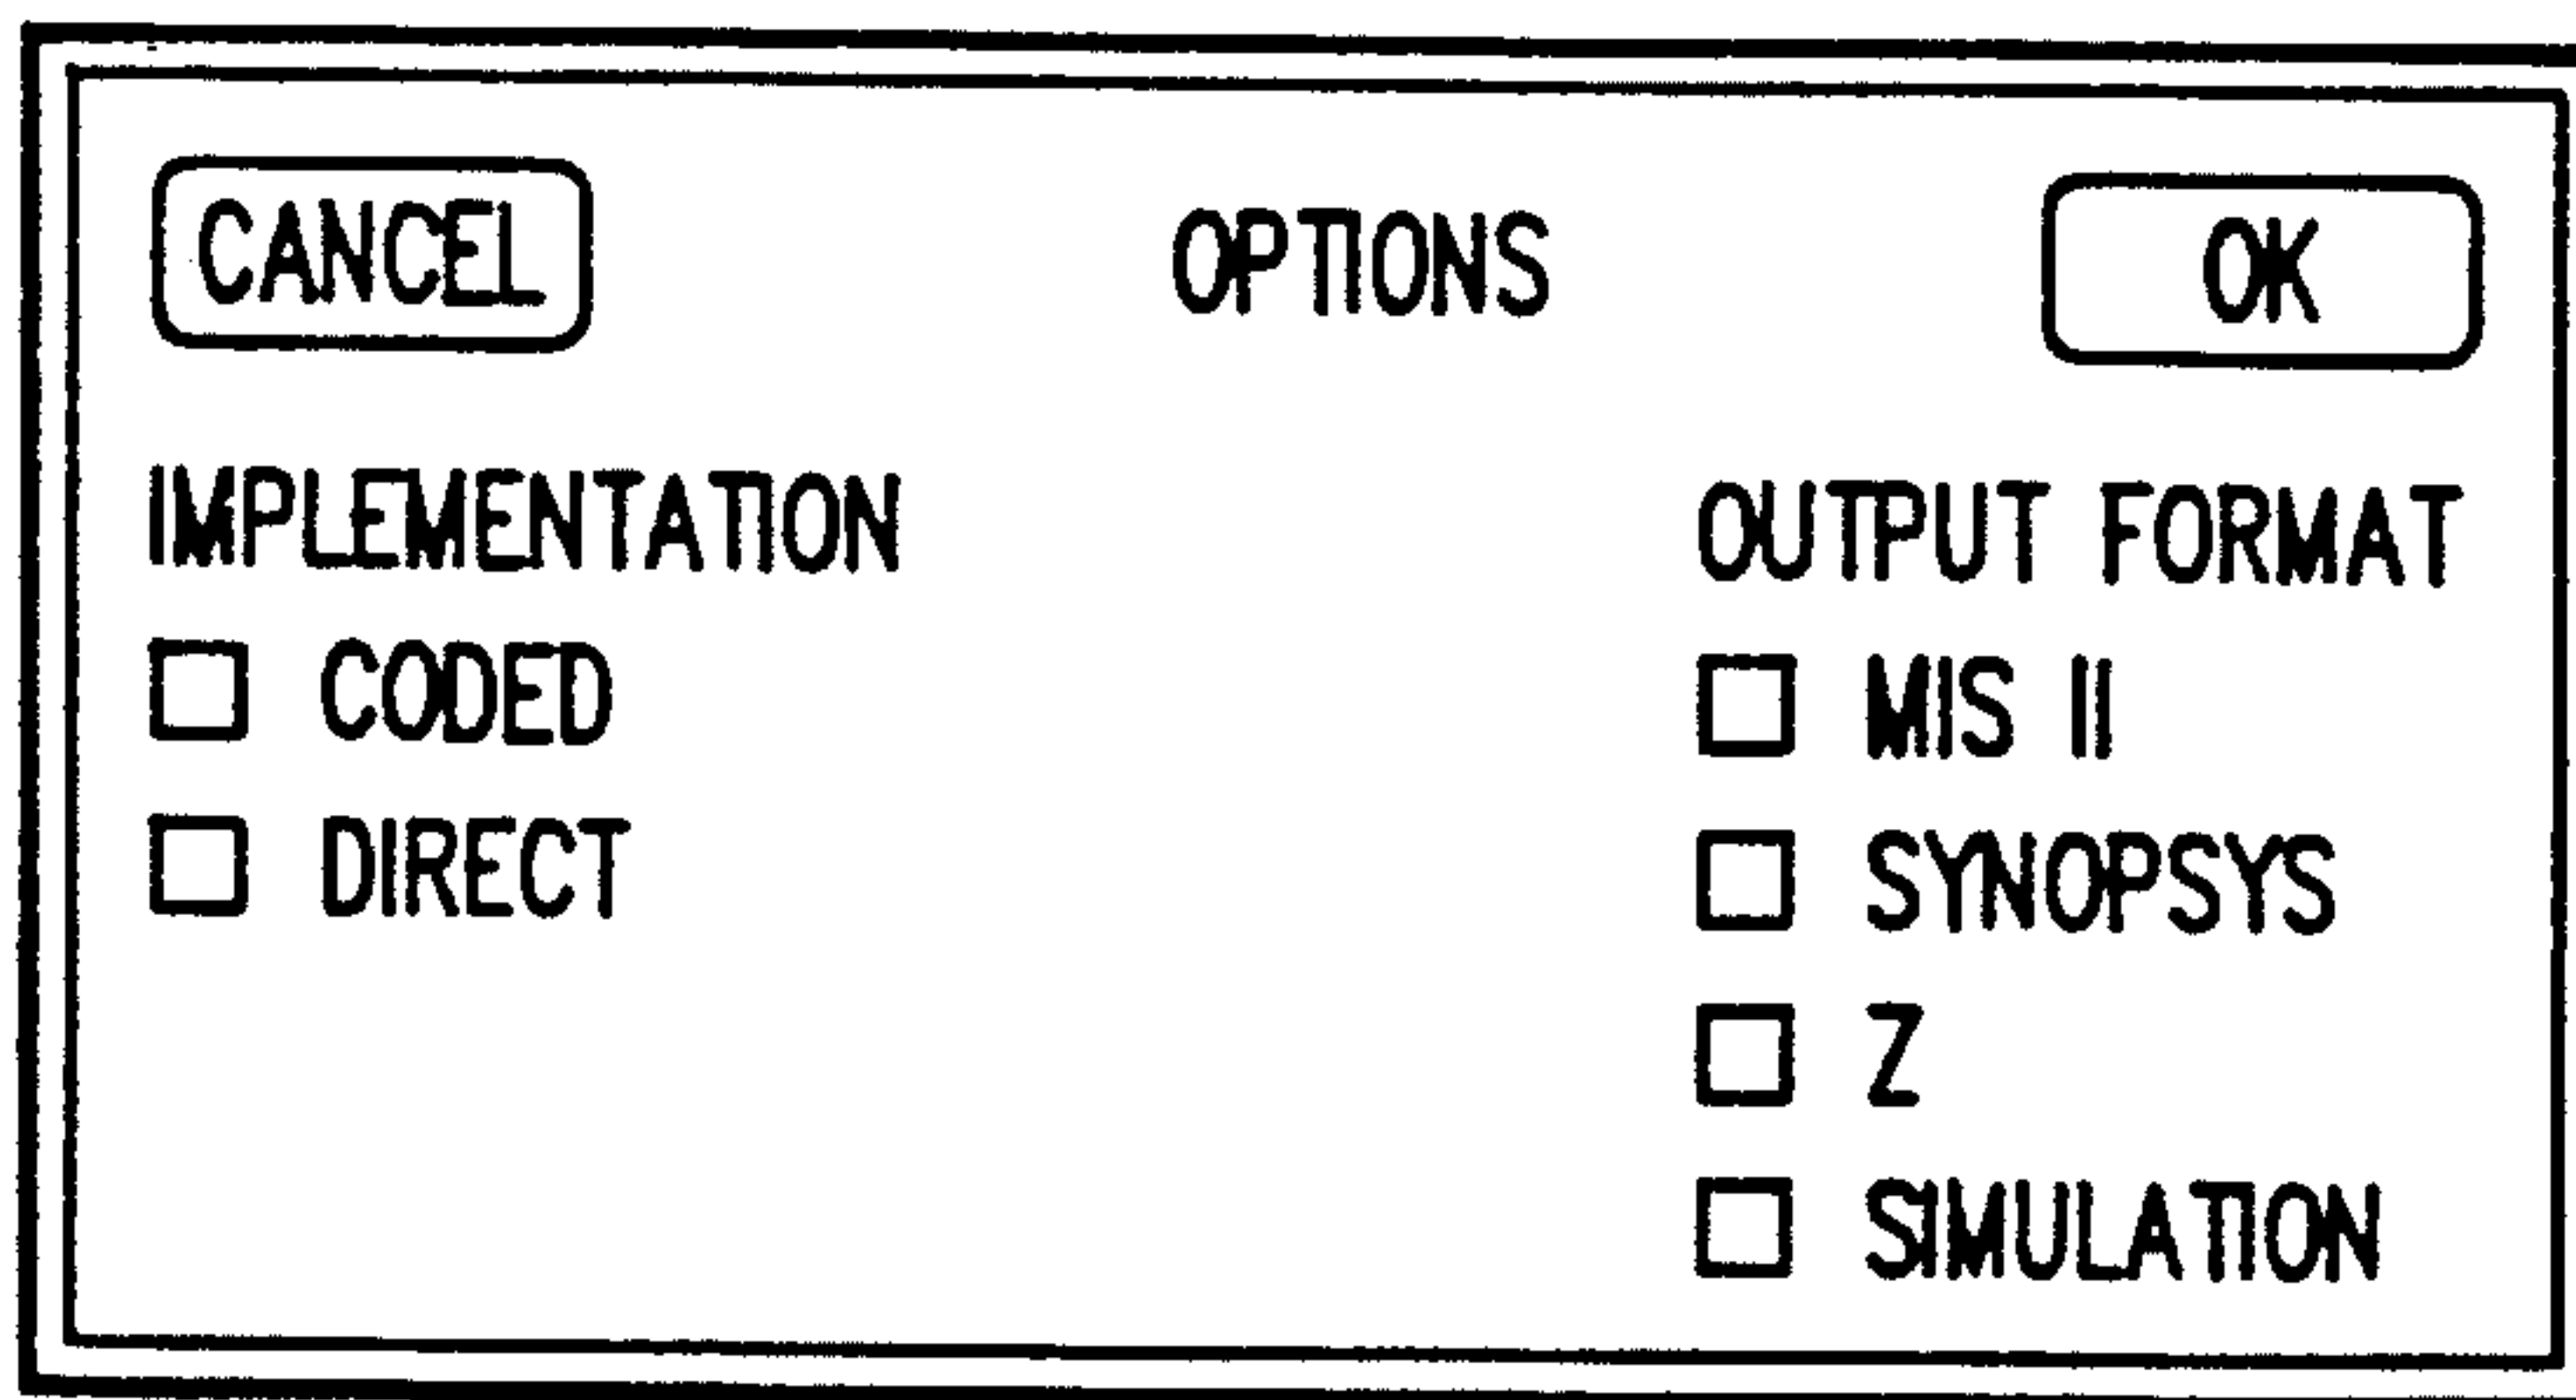 CANCEL OPTIONS OK
IMPLEMENTATION OUTPUT FORMAT
CODED MIS II
DIRECT SYNOPSYS
Z
SIMULATION